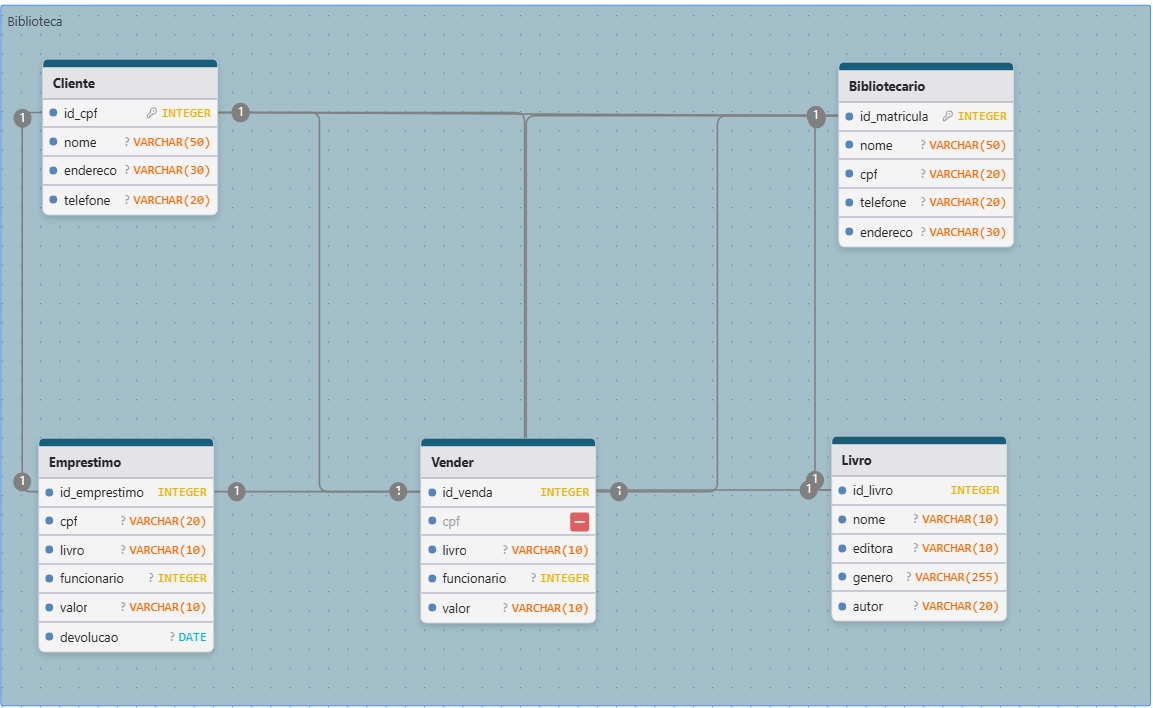 Biblioteca
Cliente
id_cpf INTEGER
nome ? VARCHAR(50)
endereco ? VARCHAR(30)
telefone ? VARCHAR(20)
Bibliotecario
id_matricula INTEGER
nome ? VARCHAR(50)
cpf ? VARCHAR(20)
telefone ? VARCHAR(20)
endereco ? VARCHAR(30)
1
1
1
Emprestimo
id_emprestimo INTEGER
cpf ? VARCHAR(20)
livro ? VARCHAR(10)
funcionario ? INTEGER
valor ? VARCHAR(10)
devolucao ? DATE
1
1
1
1
Vender
id_venda INTEGER
cpf
livro ? VARCHAR(10)
funcionario ? INTEGER
valor ? VARCHAR(10)
1
1
Livro
id_livro INTEGER
nome ? VARCHAR(10)
editora ? VARCHAR(10)
genero ? VARCHAR(255)
autor ? VARCHAR(20)